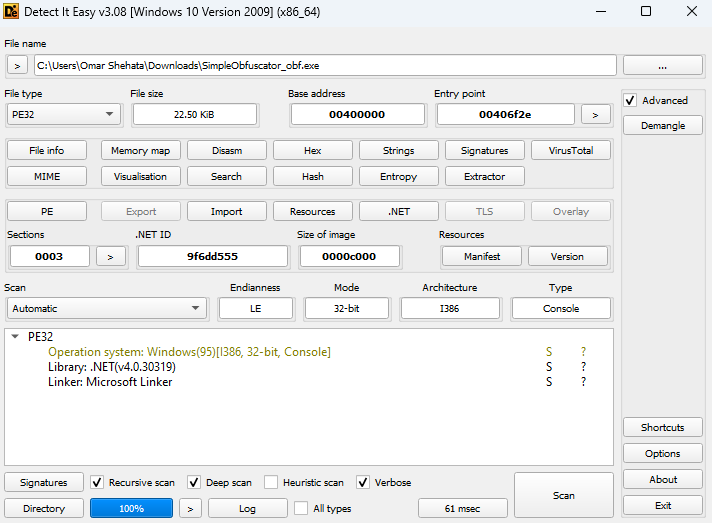 Detect It Easy v3.08 [Windows 10 Version 2009] (x86_64)
File name
> C:\Users\Omar Shehata\Downloads\SimpleObfuscator_obf.exe ...
File type File size Base address Entry point Advanced
PE32 22.50 KiB 00400000 00406f2e > Demangle
File info Memory map Disasm Hex Strings Signatures VirusTotal
MIME Visualisation Search Hash Entropy Extractor
PE Export Import Resources .NET TLS Overlay
Sections .NET ID Size of image Resources
0003 > 9f6dd555 0000c000 Manifest Version
Scan Endianness Mode Architecture Type
Automatic LE 32-bit I386 Console
PE32
Operation system: Windows(95)[I386, 32-bit, Console] S ?
Library: .NET(v4.0.30319) S ?
Linker: Microsoft Linker S ?
Shortcuts
Options
Signatures Recursive scan Deep scan Heuristic scan Verbose Scan About
Directory 100% > Log All types 61 msec Exit